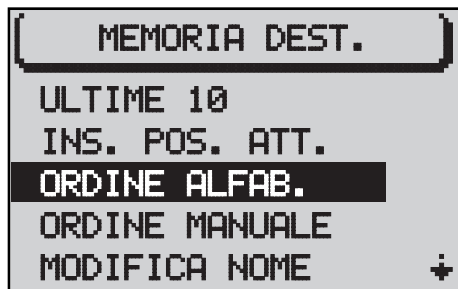 MEMORIA DEST.
ULTIME 10
INS. POS. ATT.
ORDINE ALFAB.
ORDINE MANUALE
MODIFICA NOME